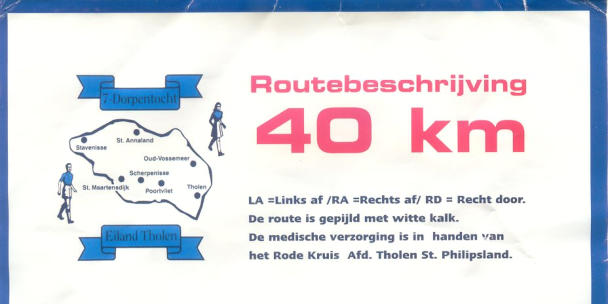 7-Dorpentocht
St. Annaland
Stavenisse
Oud-Vossemeer
Scherpenisse
St. Maartensdijk
Poortvliet
Tholen
Eiland Tholen
Routebeschrijving
40 km
LA =Links af /RA =Rechts af/ RD = Recht door.
De route is gepijld met witte kalk.
De medische verzorging is in handen van
het Rode Kruis Afd. Tholen St. Philipsland.